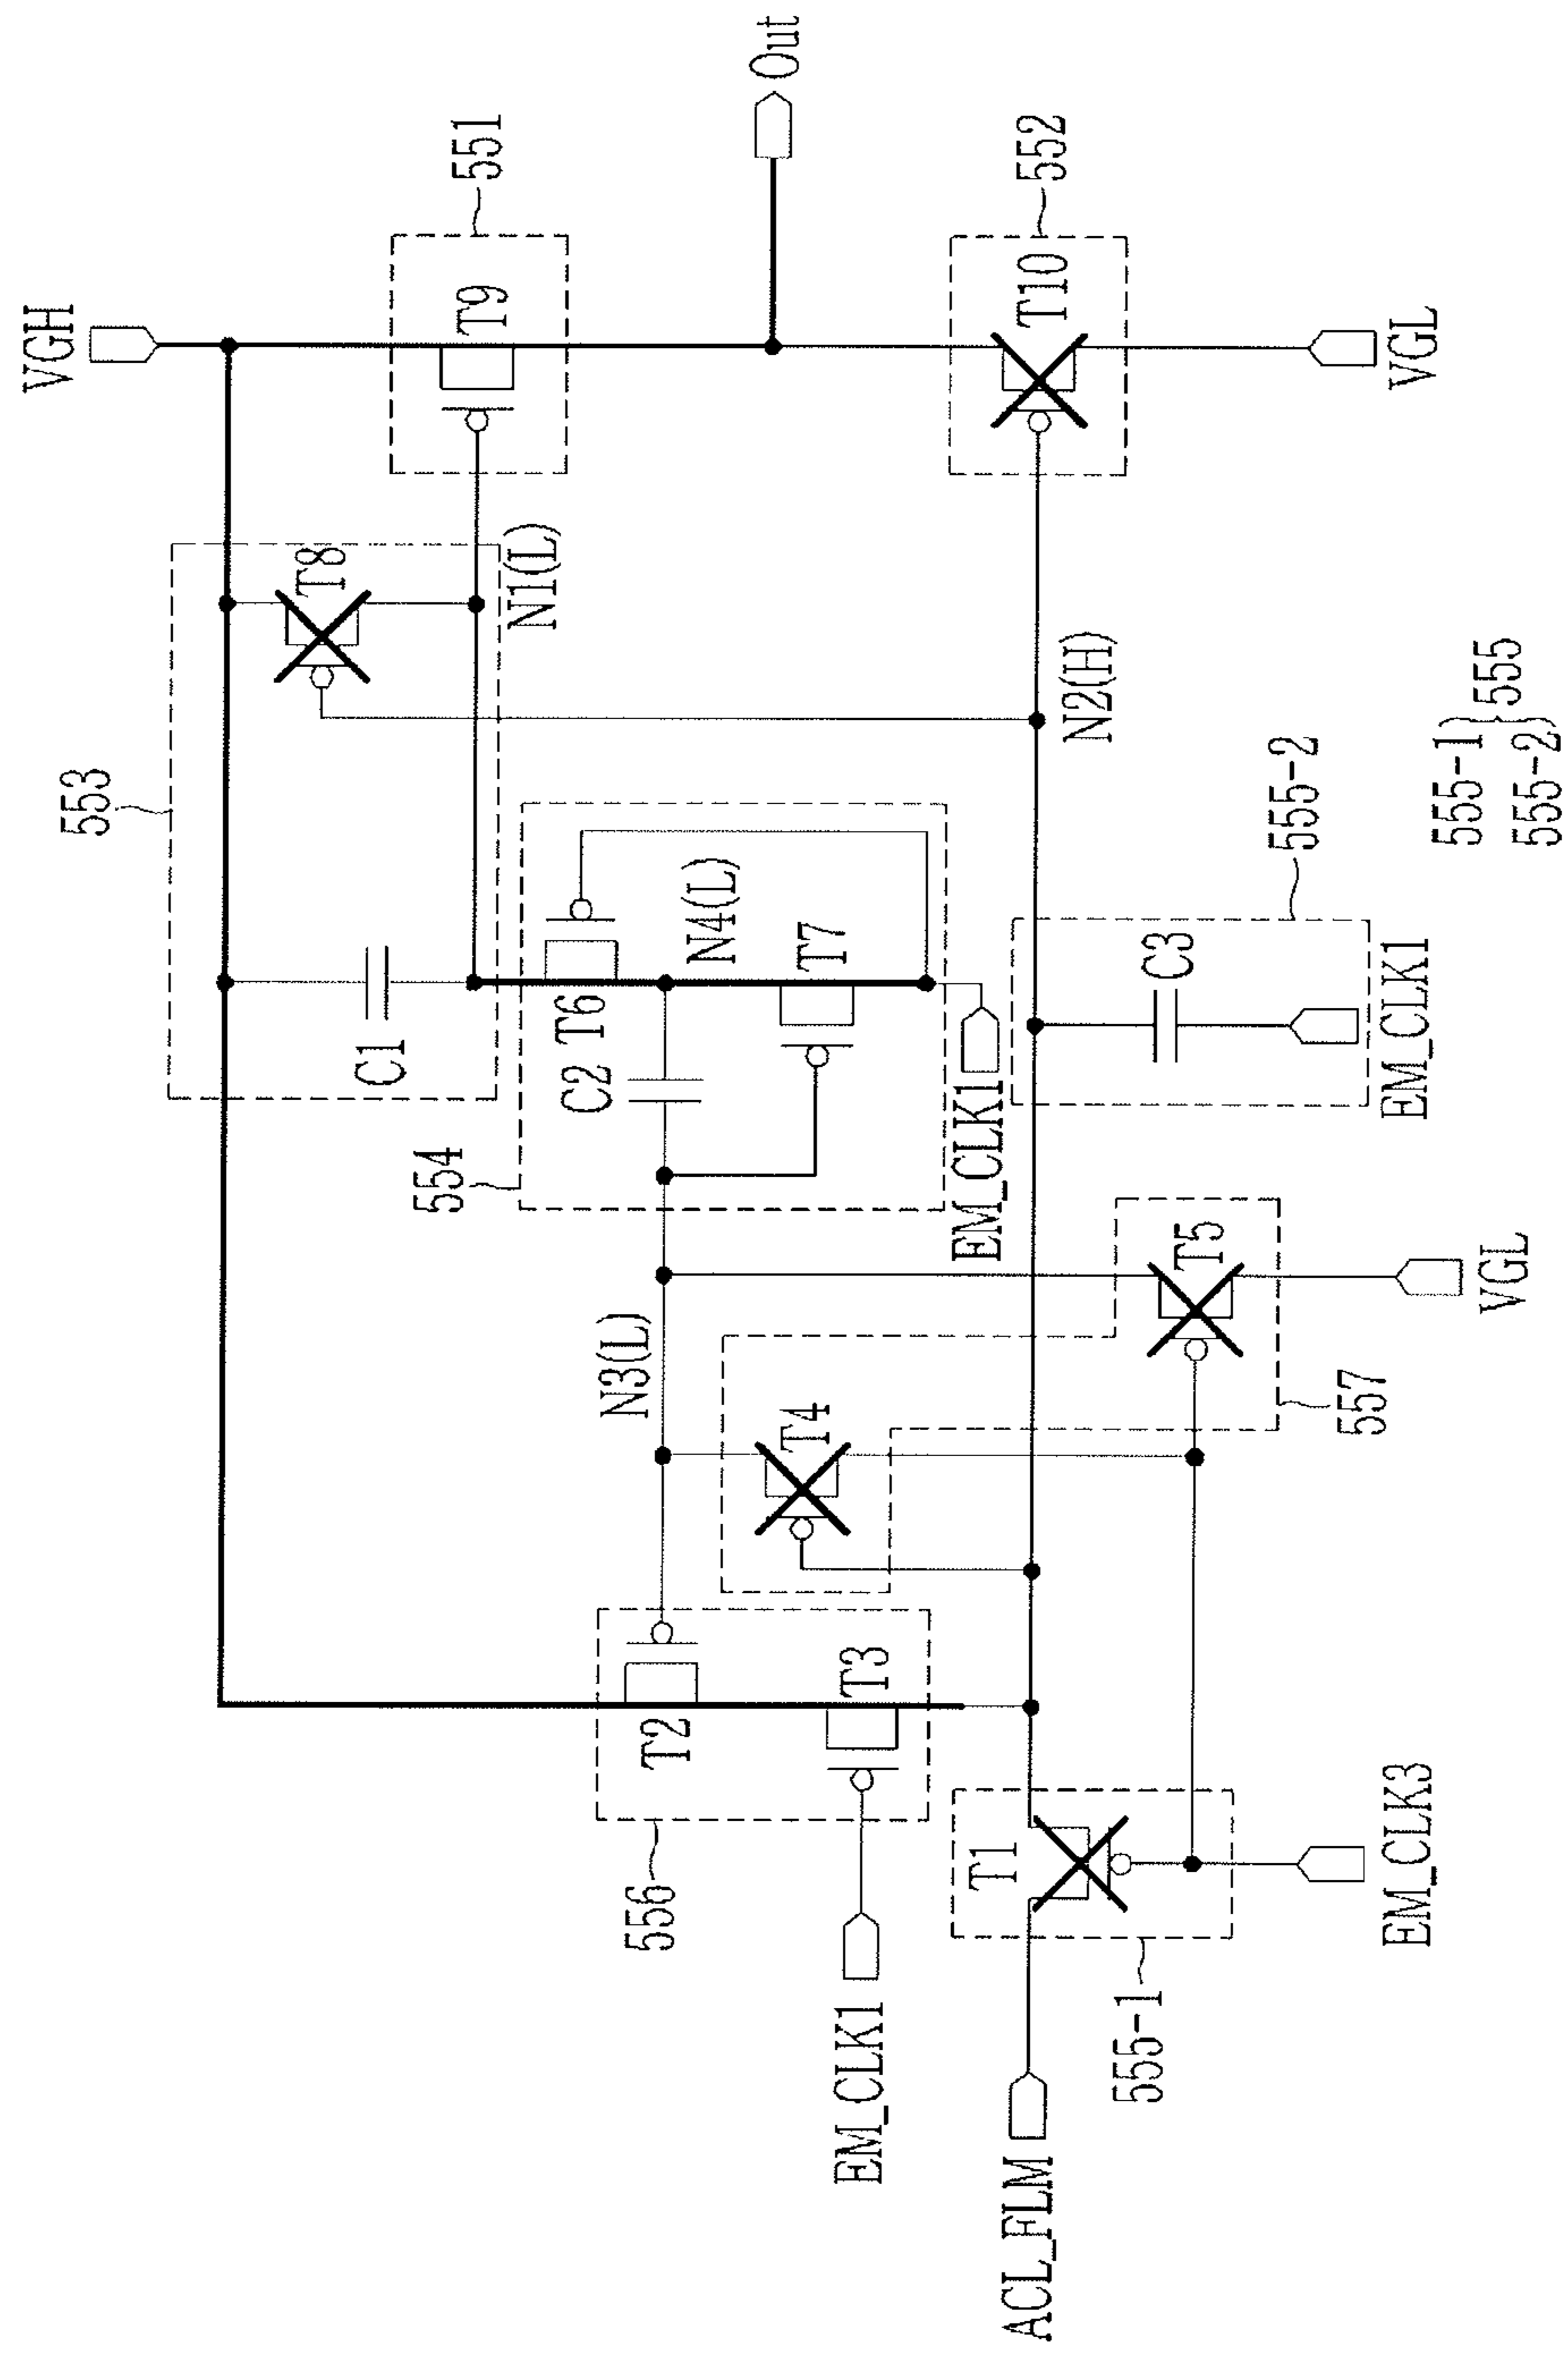 VGH
551
T9
Out
552
T10
VGL
553
T8
N1(L)
N2(H)
C1
554
C2 T6
N4(L)
T7
EM_CLK1
555-2
C3
EM_CLK1
555-1 } 555
555-2
N3(L)
T4
T5
557
VGL
556
T2
T3
EM_CLK1
T1
555-1
EM_CLK3
ACL_FLM